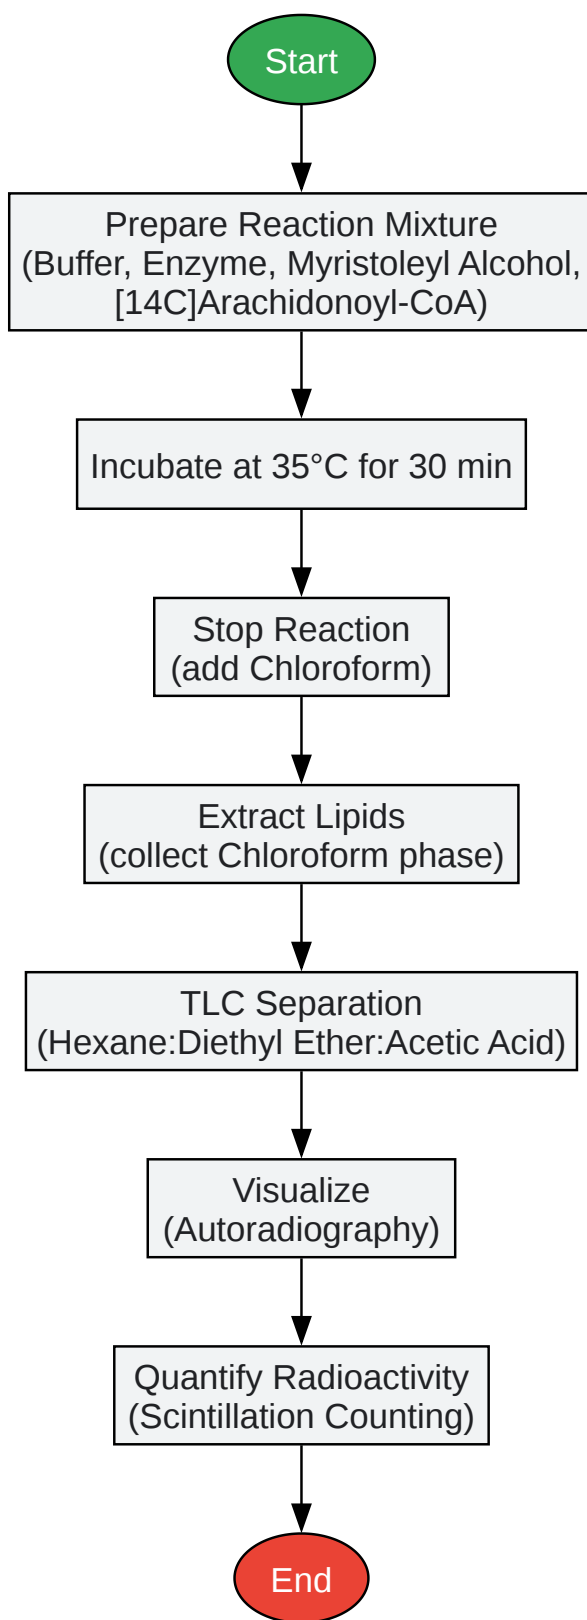 Start
Prepare Reaction Mixture
(Buffer, Enzyme, Myristoleyl Alcohol,
[14C]Arachidonoyl-CoA)
Incubate at 35°C for 30 min
Stop Reaction
(add Chloroform)
Extract Lipids
(collect Chloroform phase)
TLC Separation
(Hexane:Diethyl Ether:Acetic Acid)
Visualize
(Autoradiography)
Quantify Radioactivity
(Scintillation Counting)
End